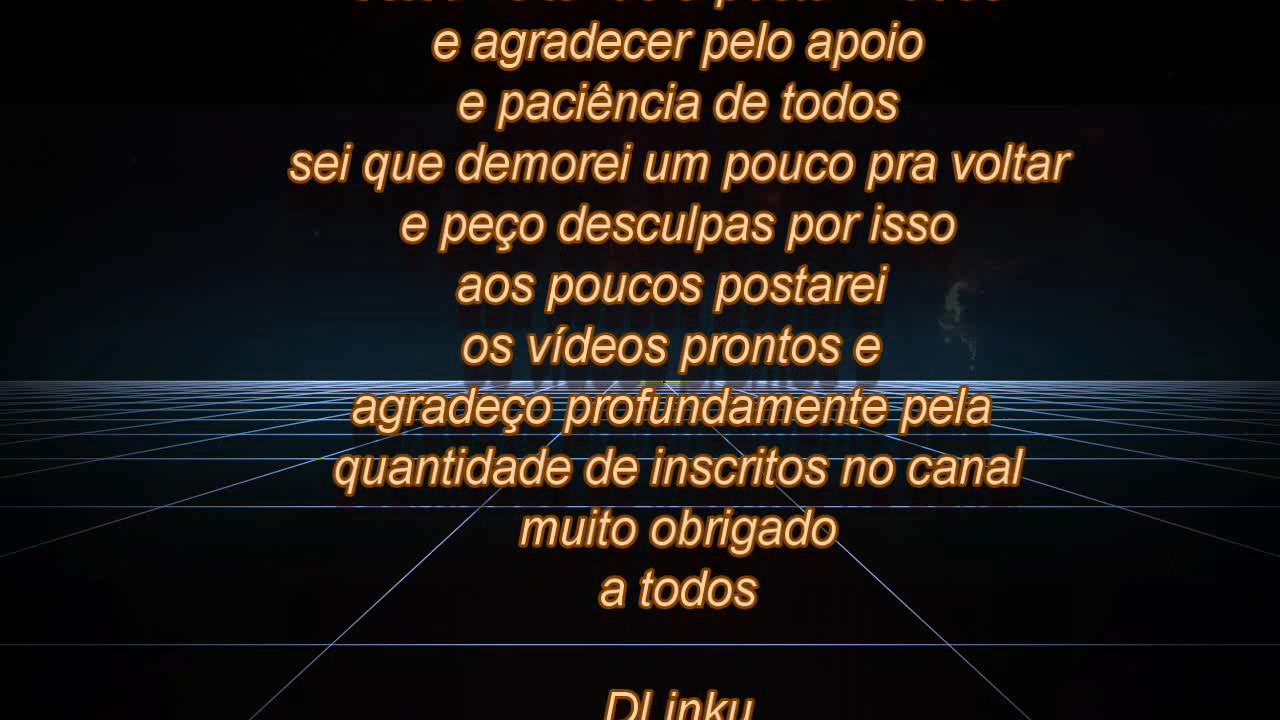 e agradecer pelo apoio
e paciência de todos
sei que demorei um pouco pra voltar
e peço desculpas por isso
aos poucos postarei
os vídeos prontos e
agradeço profundamente pela
quantidade de inscritos no canal
muito obrigado
a todos